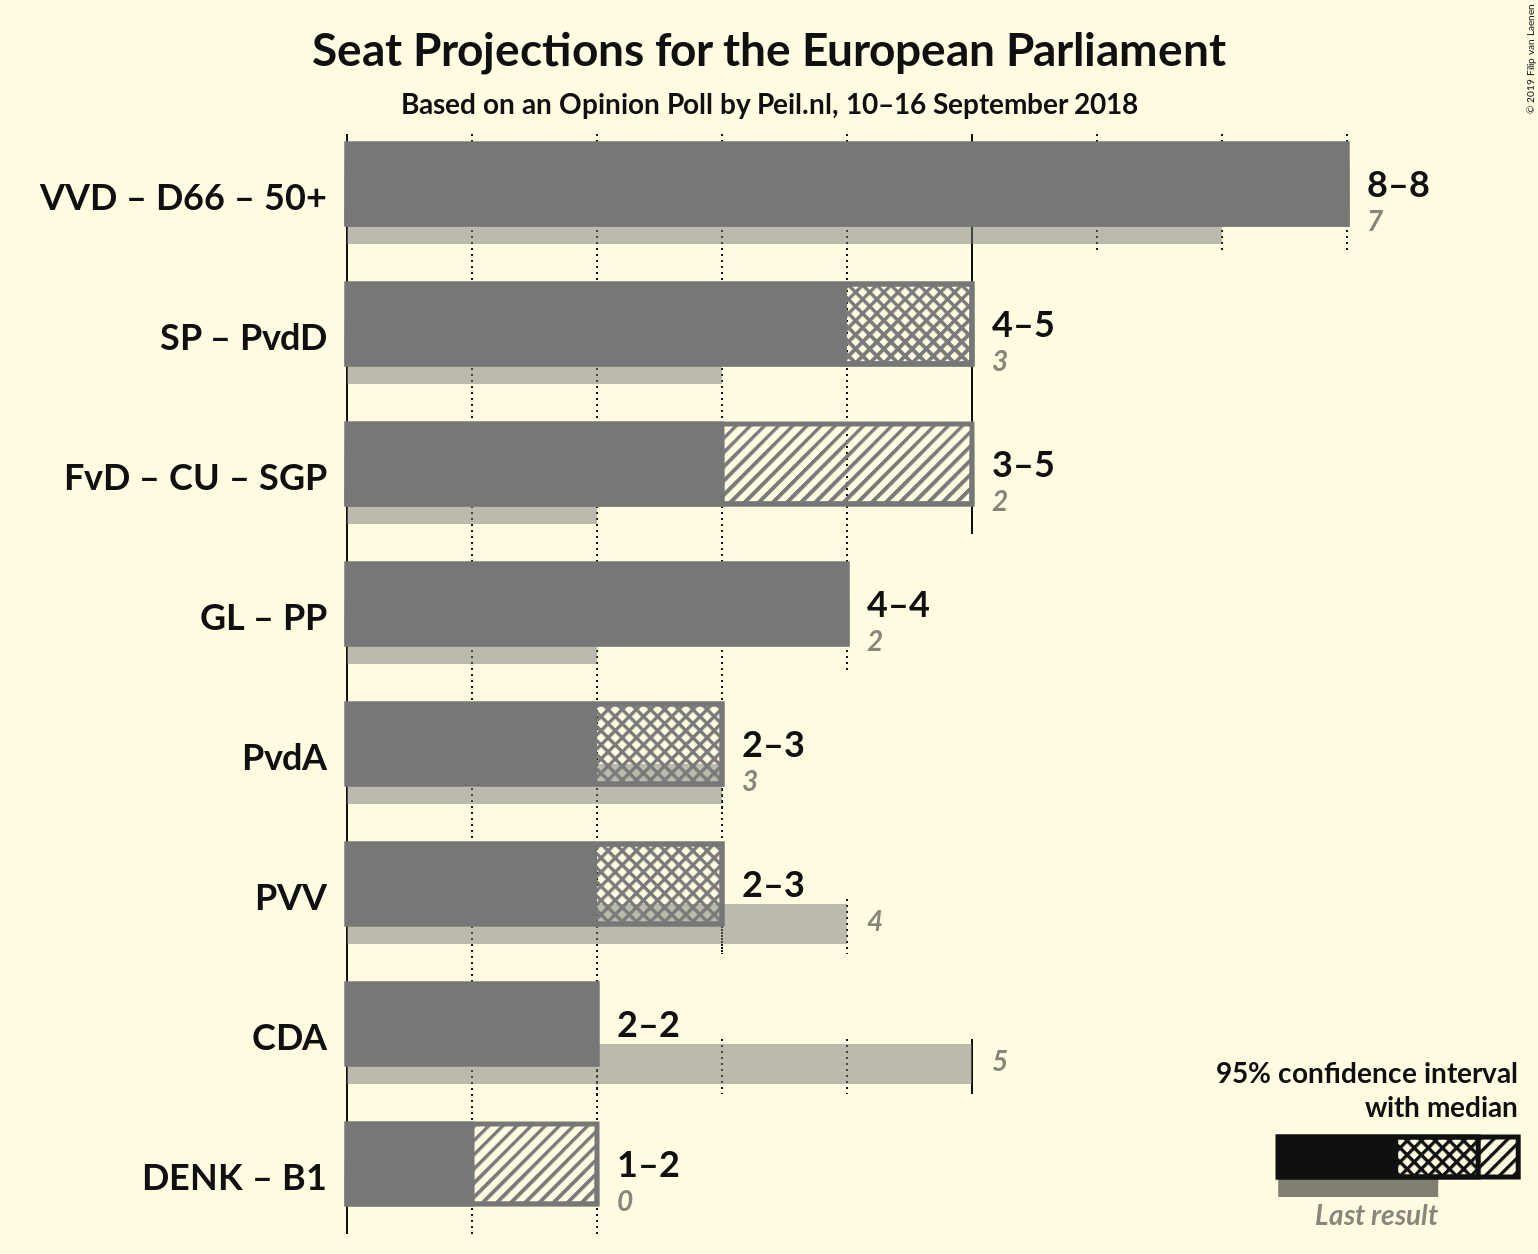 Seat Projections for the European Parliament
Based on an Opinion Poll by Peil.nl, 10–16 September 2018
© 2019 Filip van Laenen
VVD – D66 – 50+
8–8
7
SP – PvdD
4–5
3
FvD – CU – SGP
3–5
2
GL – PP
4–4
2
PvdA
2–3
3
PVV
2–3
4
CDA
2–2
5
DENK – B1
1–2
0
95% confidence interval
with median
Last result